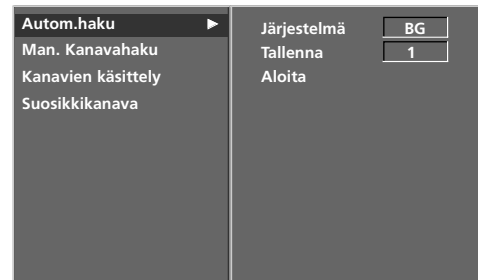 Autom.haku
Man. Kanavahaku
Kanavien käsittely
Suosikkikanava
Järjestelmä BG
Tallenna 1
Aloita